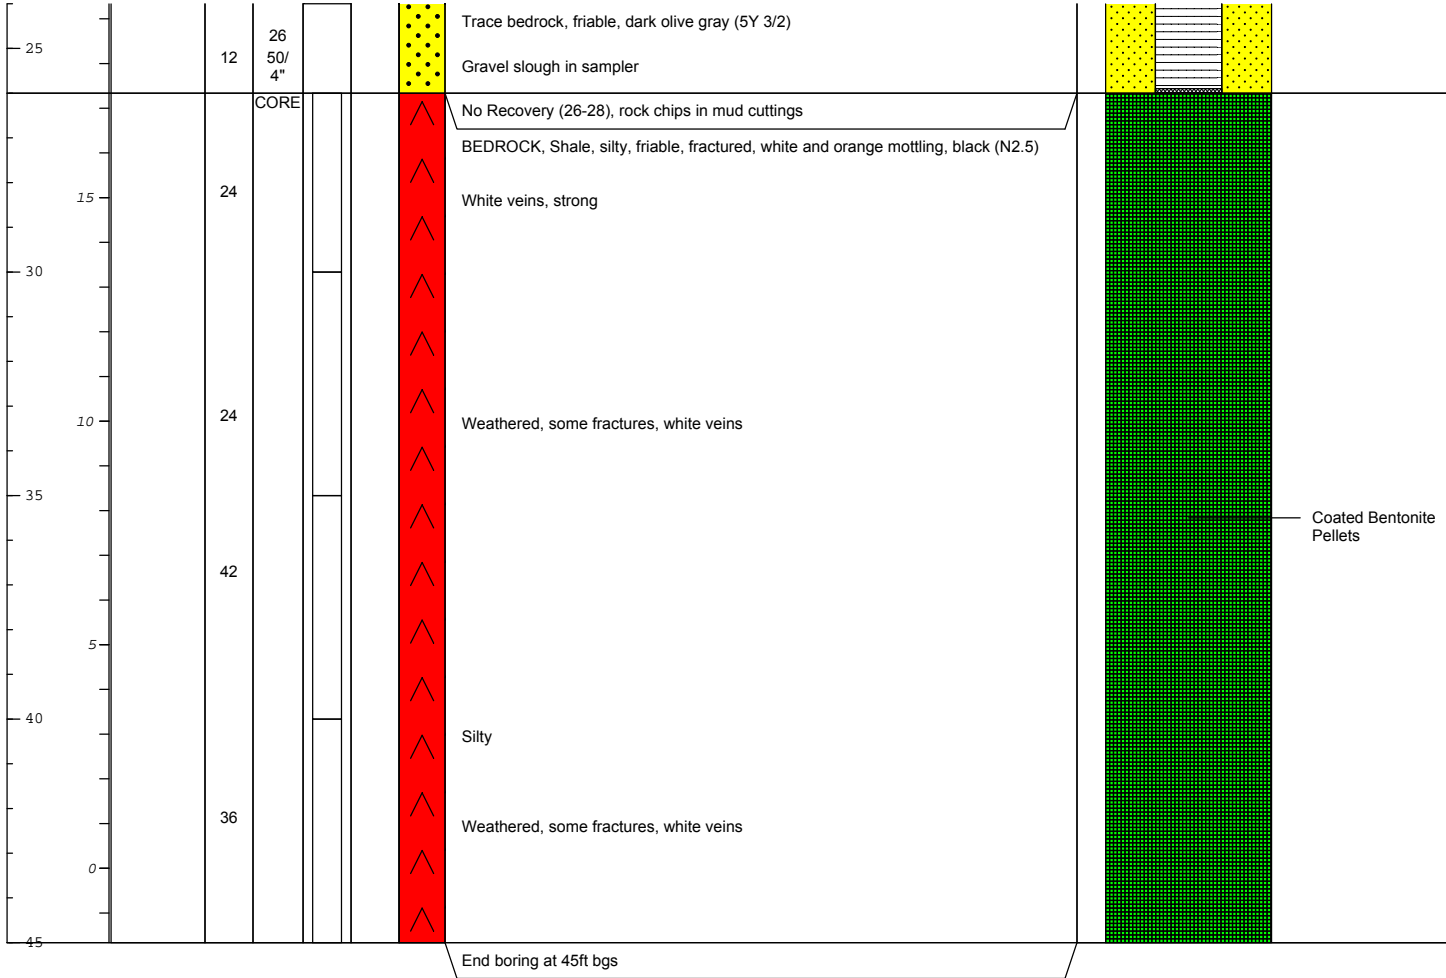 Trace bedrock, friable, dark olive gray (5Y 3/2)
26
25
12
50/
4"
Gravel slough in sampler
CORE
No Recovery (26-28), rock chips in mud cuttings
BEDROCK, Shale, silty, friable, fractured, white and orange mottling, black (N2.5)
24
15
White veins, strong
30
24
10
Weathered, some fractures, white veins
35
Coated Bentonite
Pellets
42
5
40
Silty
36
Weathered, some fractures, white veins
0
45
End boring at 45ft bgs